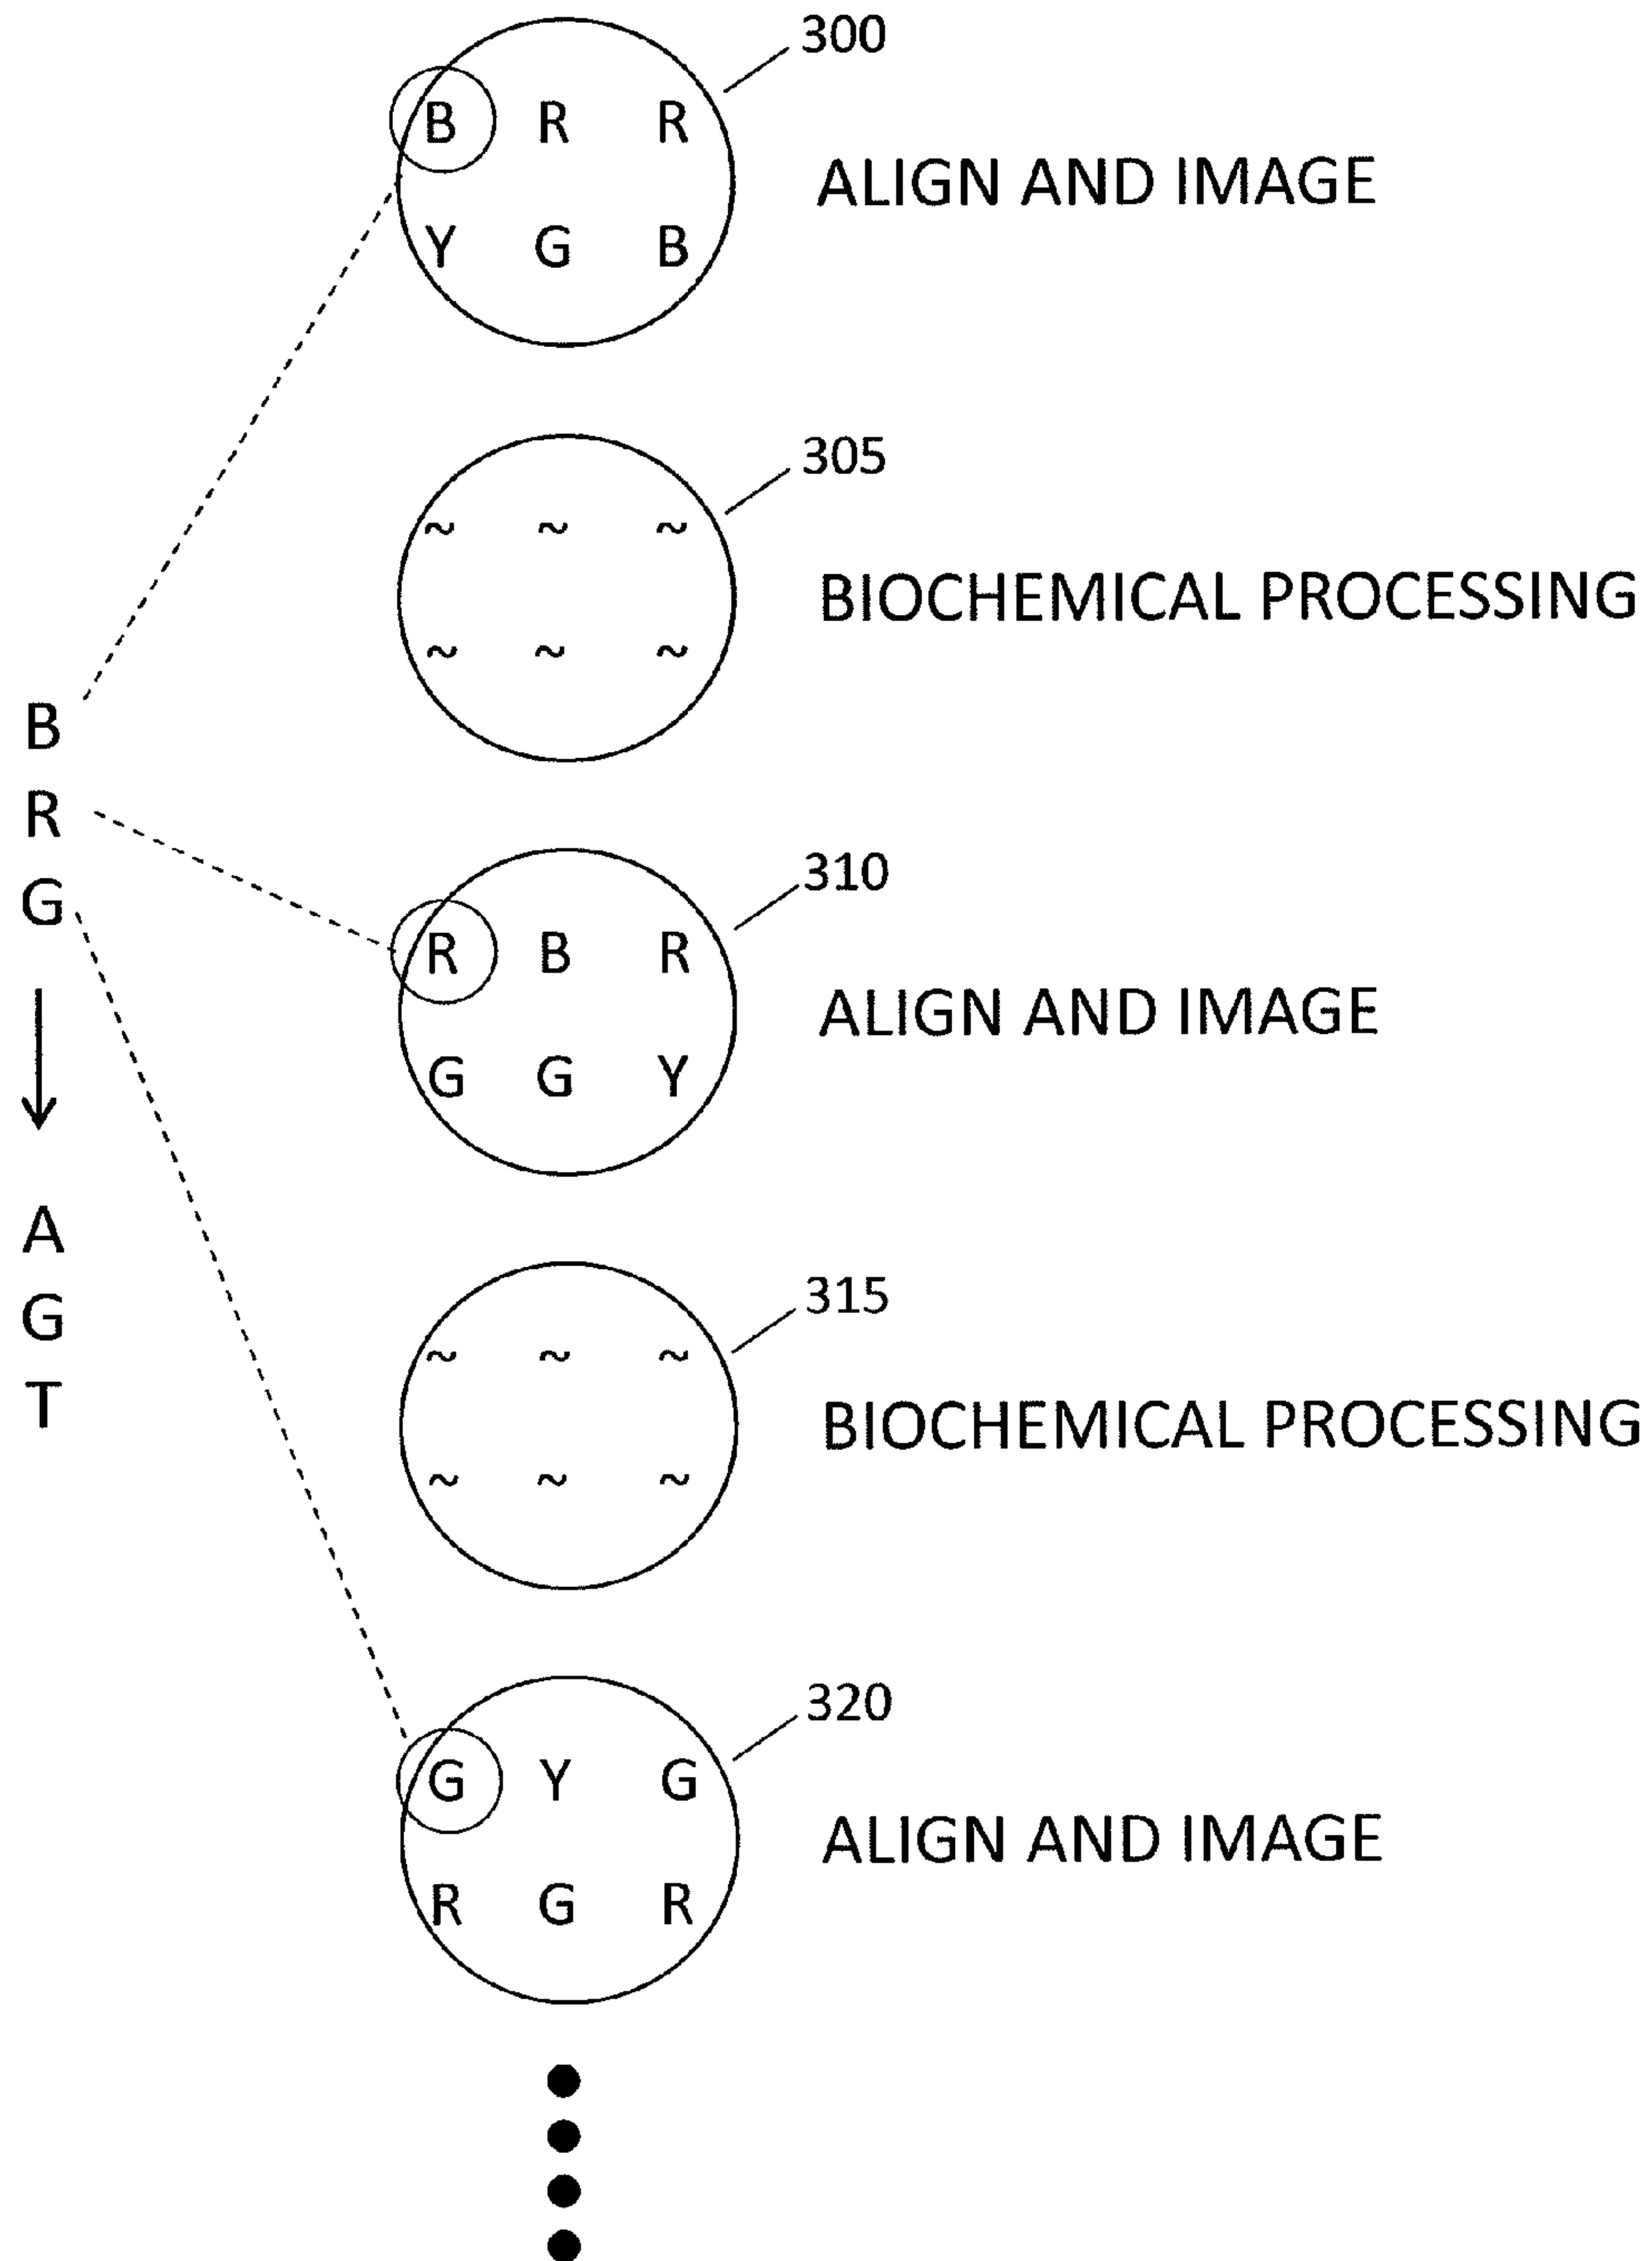 300
B R R
ALIGN AND IMAGE
Y G B
305
~ ~ ~
BIOCHEMICAL PROCESSING
~ ~ ~
B
R
G
310
R B R
ALIGN AND IMAGE
G G Y
A
G
T
315
~ ~ ~
BIOCHEMICAL PROCESSING
~ ~ ~
320
G Y G
ALIGN AND IMAGE
R G R